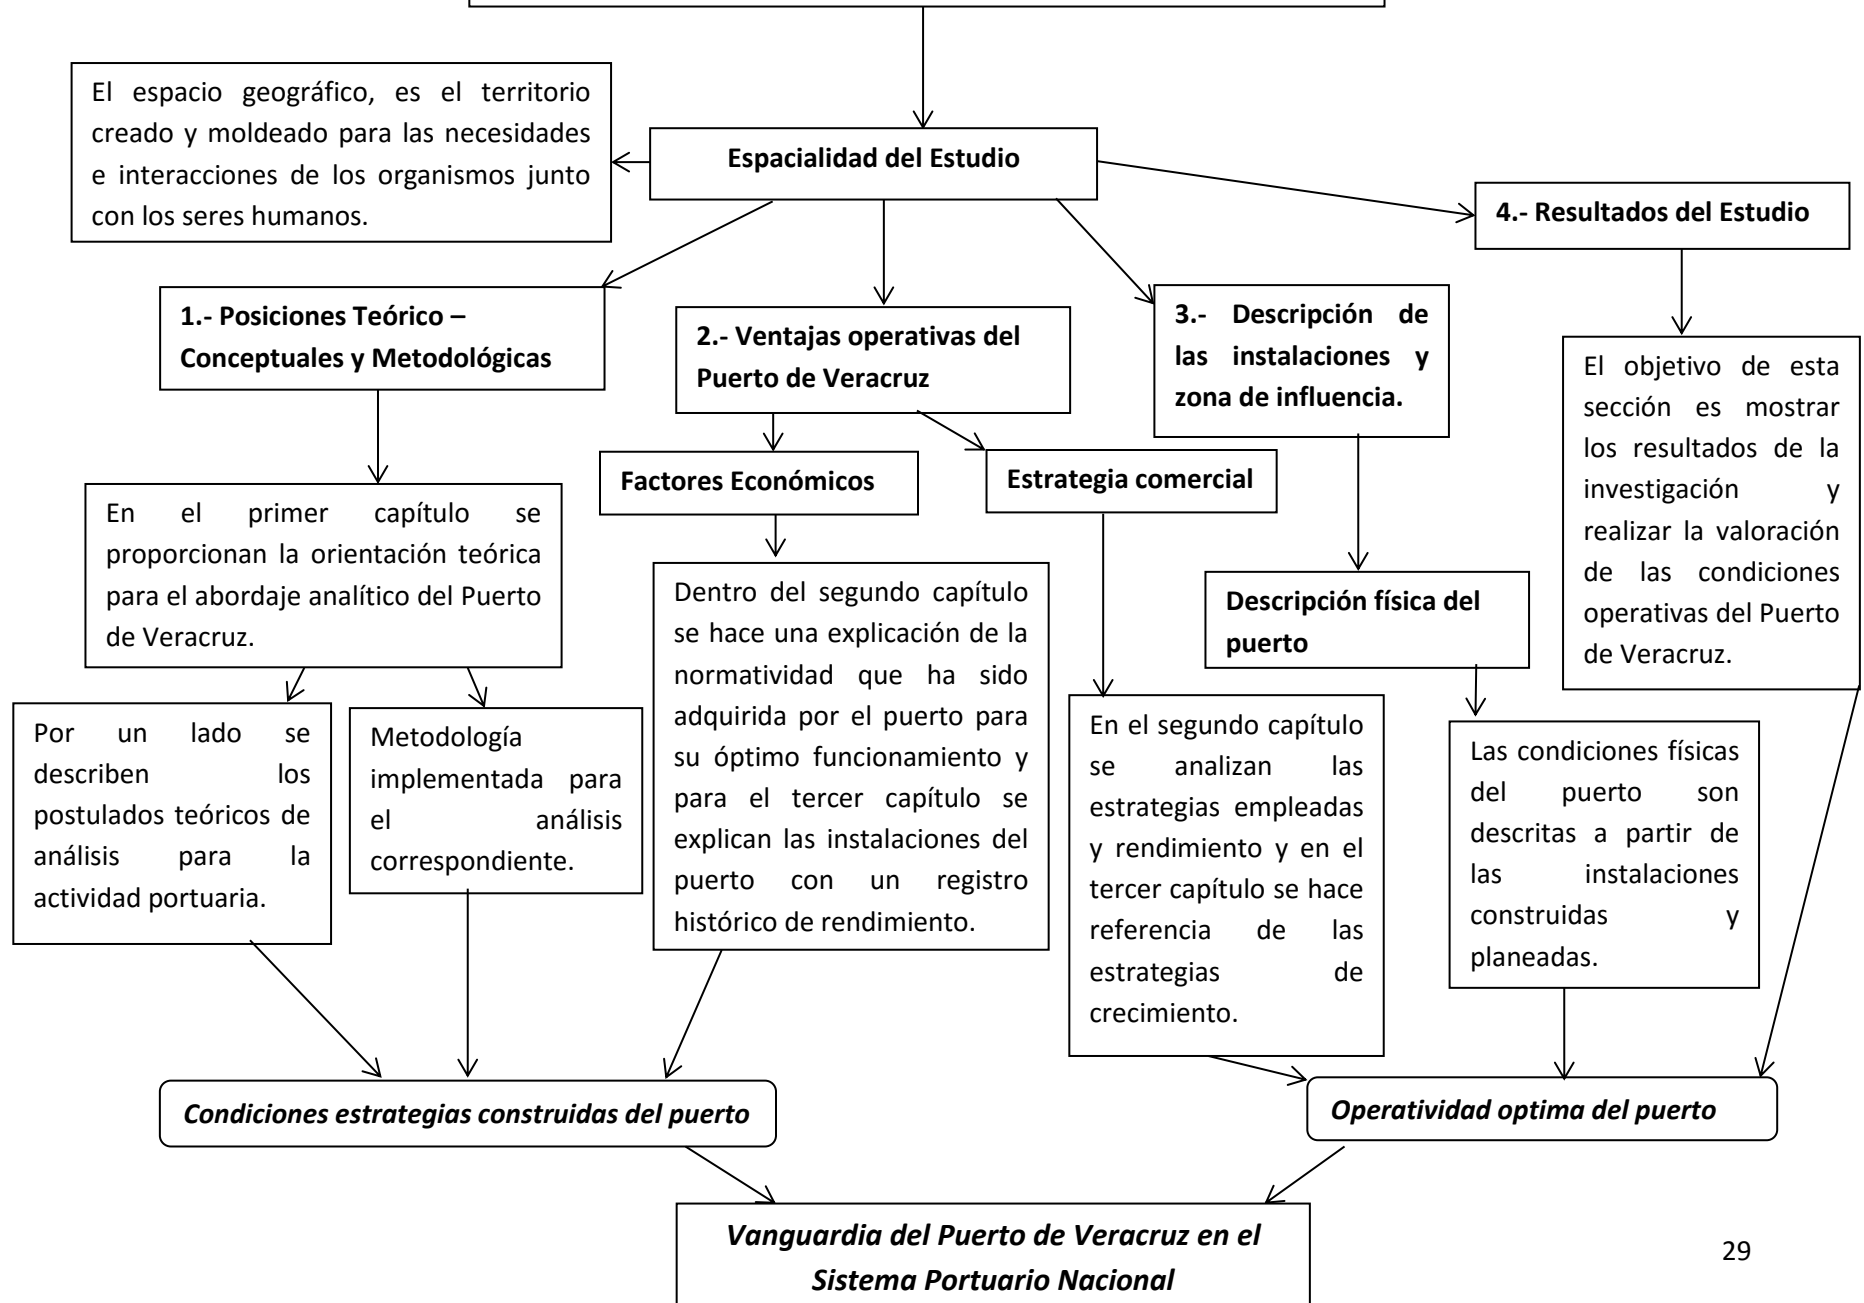 El espacio geográfico, es el territorio
creado y moldeado para las necesidades
e interacciones de los organismos junto
con los seres humanos.
Espacialidad del Estudio
4.- Resultados del Estudio
1.- Posiciones Teórico –
Conceptuales y Metodológicas
2.- Ventajas operativas del
Puerto de Veracruz
3.- Descripción de
las instalaciones y
zona de influencia.
El objetivo de esta
sección es mostrar
los resultados de la
investigación y
realizar la valoración
de las condiciones
operativas del Puerto
de Veracruz.
Factores Económicos
Estrategia comercial
En el primer capítulo se
proporcionan la orientación teórica
para el abordaje analítico del Puerto
de Veracruz.
Dentro del segundo capítulo
se hace una explicación de la
normatividad que ha sido
adquirida por el puerto para
su óptimo funcionamiento y
para el tercer capítulo se
explican las instalaciones del
puerto con un registro
histórico de rendimiento.
Descripción física del
puerto
Por un lado se
describen los
postulados teóricos de
análisis para la
actividad portuaria.
Metodología
implementada para
el análisis
correspondiente.
En el segundo capítulo
se analizan las
estrategias empleadas
y rendimiento y en el
tercer capítulo se hace
referencia de las
estrategias de
crecimiento.
Las condiciones físicas
del puerto son
descritas a partir de
las instalaciones
construidas y
planeadas.
Condiciones estrategias construidas del puerto
Operatividad optima del puerto
Vanguardia del Puerto de Veracruz en el
Sistema Portuario Nacional
29